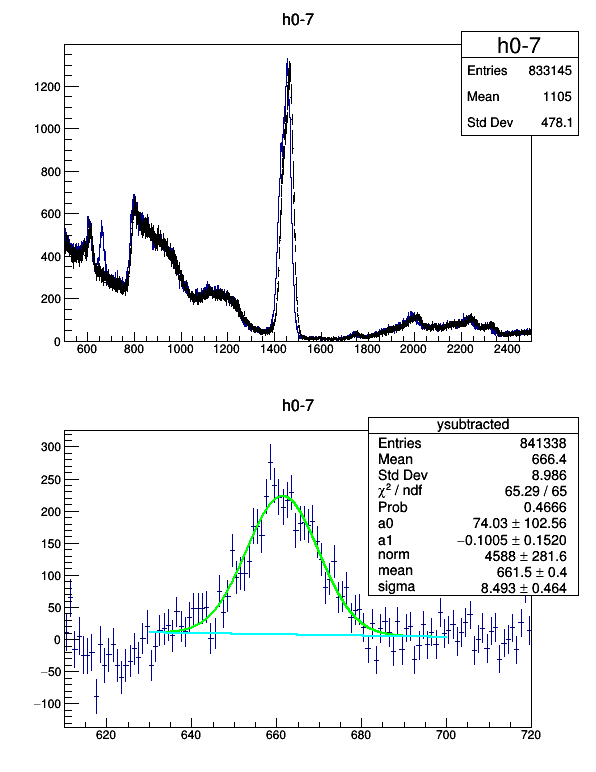 h0-7
h0-7
Entries 833145
Mean 1105
Std Dev 478.1
1200
1000
800
600
400
200
0
600 800 1000 1200 1400 1600 1800 2000 2200 2400
h0-7
ysubtracted
Entries 841338
Mean 666.4
Std Dev 8.986
χ² / ndf 65.29 / 65
Prob 0.4666
a0 74.03 ± 102.56
a1 −0.1005 ± 0.1520
norm 4588 ± 281.6
mean 661.5 ± 0.4
sigma 8.493 ± 0.464
300
250
200
150
100
50
0
−50
−100
620 640 660 680 700 720